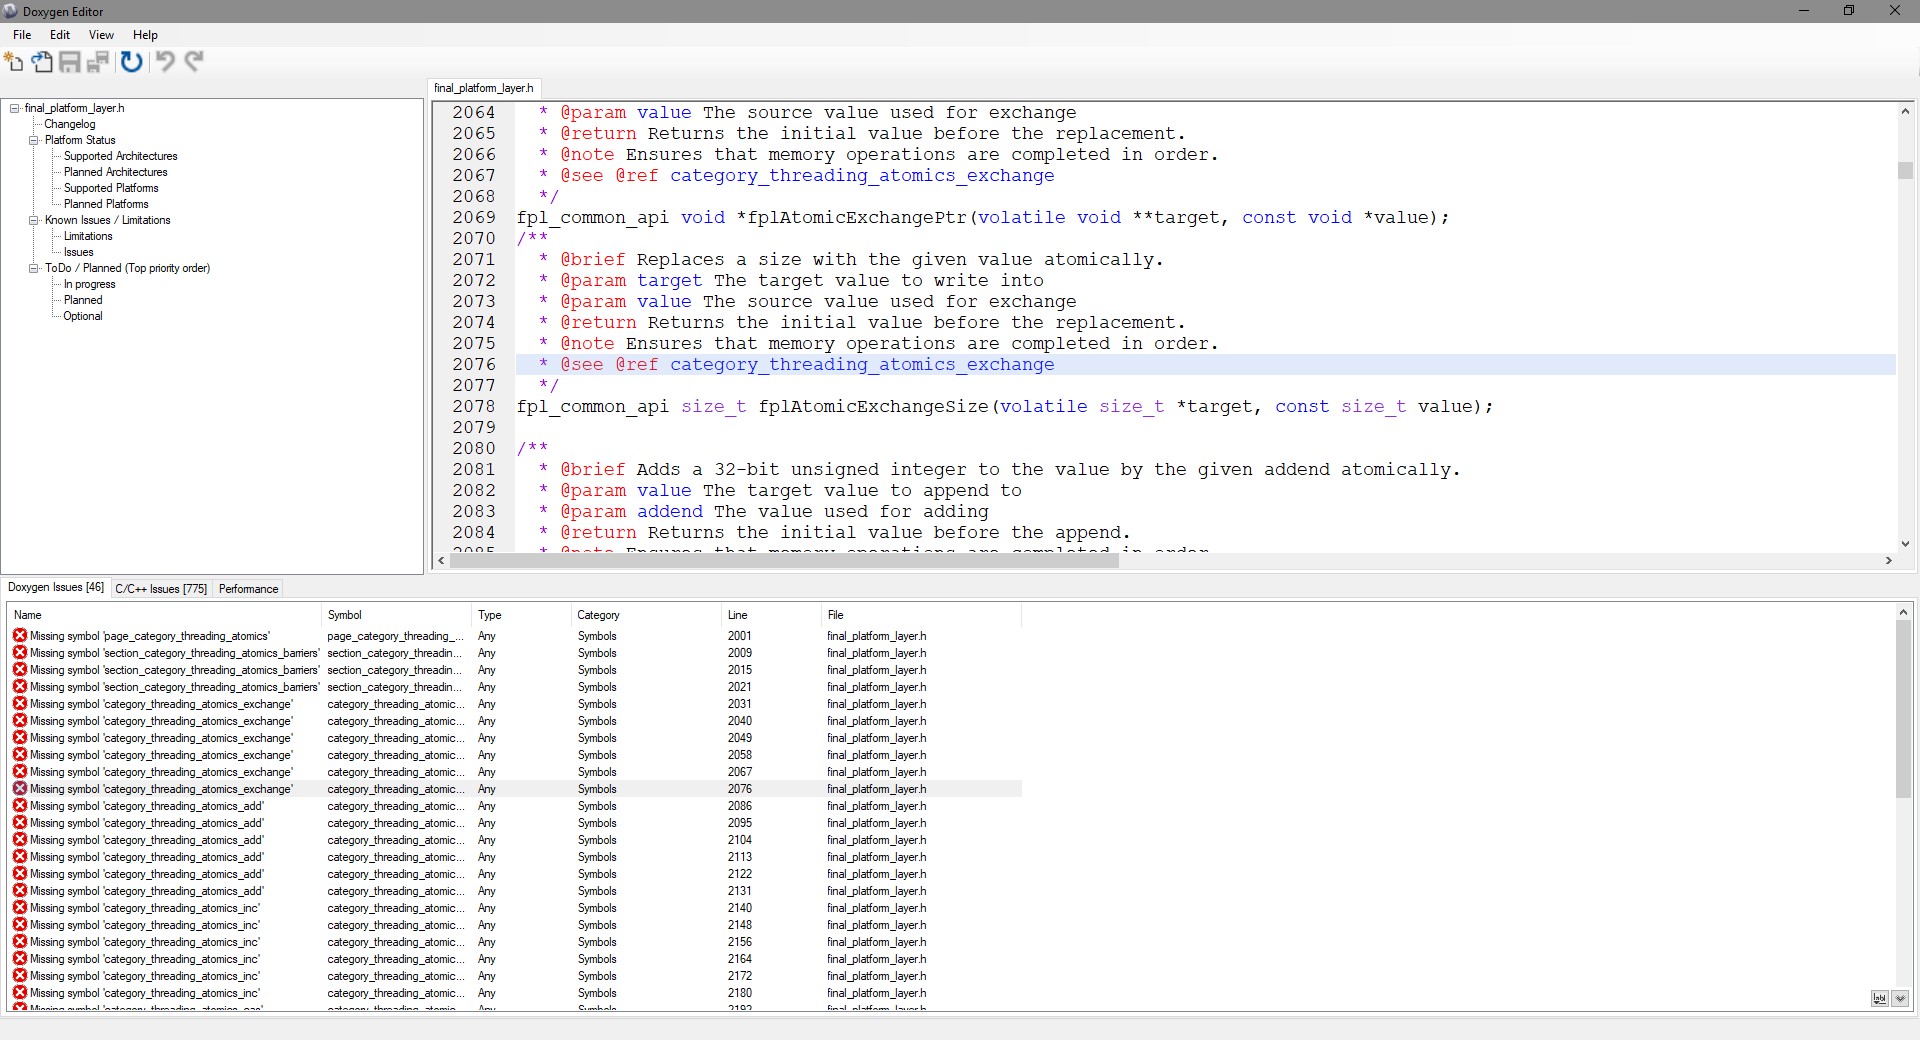 Doxygen Editor
File Edit View Help
final_platform_layer.h
Changelog
Platform Status
Supported Architectures
Planned Architectures
Supported Platforms
Planned Platforms
Known Issues / Limitations
Limitations
Issues
ToDo / Planned (Top priority order)
In progress
Planned
Optional
final_platform_layer.h
2064 * @param value The source value used for exchange
2065 * @return Returns the initial value before the replacement.
2066 * @note Ensures that memory operations are completed in order.
2067 * @see @ref category_threading_atomics_exchange
2068 */
2069 fpl_common_api void *fplAtomicExchangePtr(volatile void **target, const void *value);
2070 /**
2071 * @brief Replaces a size with the given value atomically.
2072 * @param target The target value to write into
2073 * @param value The source value used for exchange
2074 * @return Returns the initial value before the replacement.
2075 * @note Ensures that memory operations are completed in order.
2076 * @see @ref category_threading_atomics_exchange
2077 */
2078 fpl_common_api size_t fplAtomicExchangeSize(volatile size_t *target, const size_t value);
2079
2080 /**
2081 * @brief Adds a 32-bit unsigned integer to the value by the given addend atomically.
2082 * @param value The target value to append to
2083 * @param addend The value used for adding
2084 * @return Returns the initial value before the append.
2085 * @note Ensures that memory operations are completed in order.
Doxygen Issues [46] C/C++ Issues [775] Performance
Name Symbol Type Category Line File
Missing symbol 'page_category_threading_atomics' page_category_threading_... Any Symbols 2001 final_platform_layer.h
Missing symbol 'section_category_threading_atomics_barriers' section_category_threadin... Any Symbols 2009 final_platform_layer.h
Missing symbol 'section_category_threading_atomics_barriers' section_category_threadin... Any Symbols 2015 final_platform_layer.h
Missing symbol 'section_category_threading_atomics_barriers' section_category_threadin... Any Symbols 2021 final_platform_layer.h
Missing symbol 'category_threading_atomics_exchange' category_threading_atomic... Any Symbols 2031 final_platform_layer.h
Missing symbol 'category_threading_atomics_exchange' category_threading_atomic... Any Symbols 2040 final_platform_layer.h
Missing symbol 'category_threading_atomics_exchange' category_threading_atomic... Any Symbols 2049 final_platform_layer.h
Missing symbol 'category_threading_atomics_exchange' category_threading_atomic... Any Symbols 2058 final_platform_layer.h
Missing symbol 'category_threading_atomics_exchange' category_threading_atomic... Any Symbols 2067 final_platform_layer.h
Missing symbol 'category_threading_atomics_exchange' category_threading_atomic... Any Symbols 2076 final_platform_layer.h
Missing symbol 'category_threading_atomics_add' category_threading_atomic... Any Symbols 2086 final_platform_layer.h
Missing symbol 'category_threading_atomics_add' category_threading_atomic... Any Symbols 2095 final_platform_layer.h
Missing symbol 'category_threading_atomics_add' category_threading_atomic... Any Symbols 2104 final_platform_layer.h
Missing symbol 'category_threading_atomics_add' category_threading_atomic... Any Symbols 2113 final_platform_layer.h
Missing symbol 'category_threading_atomics_add' category_threading_atomic... Any Symbols 2122 final_platform_layer.h
Missing symbol 'category_threading_atomics_add' category_threading_atomic... Any Symbols 2131 final_platform_layer.h
Missing symbol 'category_threading_atomics_inc' category_threading_atomic... Any Symbols 2140 final_platform_layer.h
Missing symbol 'category_threading_atomics_inc' category_threading_atomic... Any Symbols 2148 final_platform_layer.h
Missing symbol 'category_threading_atomics_inc' category_threading_atomic... Any Symbols 2156 final_platform_layer.h
Missing symbol 'category_threading_atomics_inc' category_threading_atomic... Any Symbols 2164 final_platform_layer.h
Missing symbol 'category_threading_atomics_inc' category_threading_atomic... Any Symbols 2172 final_platform_layer.h
Missing symbol 'category_threading_atomics_inc' category_threading_atomic... Any Symbols 2180 final_platform_layer.h
Missing symbol 'category_threading_atomics_cas' category_threading_atomic... Any Symbols 2192 final_platform_layer.h